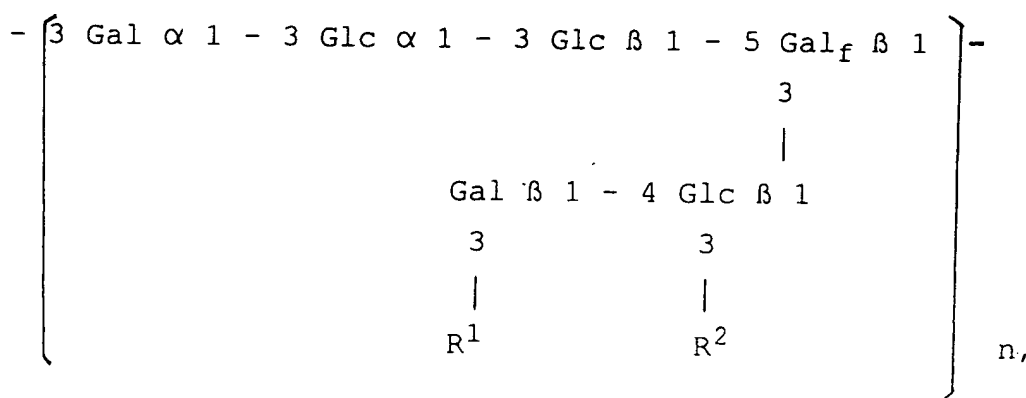 - [ 3 Gal α 1 - 3 Glc α 1 - 3 Glc ß 1 - 5 Gal_f ß 1 ] -
3
|
Gal ß 1 - 4 Glc ß 1
3 3
| |
R¹ R² n,